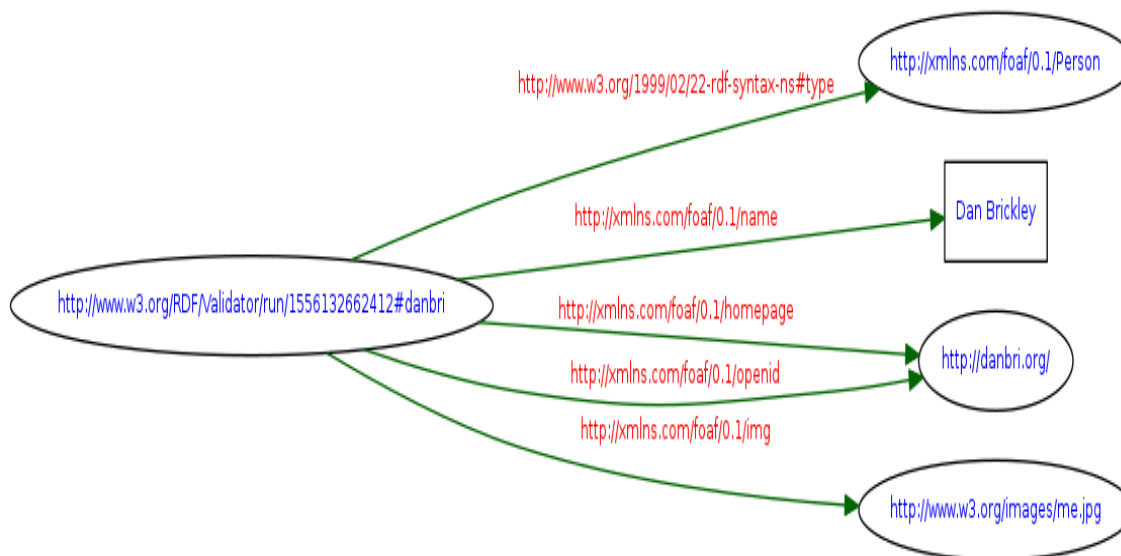 http://xmlns.com/foaf/0.1/Person
http://www.w3.org/1999/02/22-rdf-syntax-ns#type
Dan Brickley
http://xmlns.com/foaf/0.1/name
http://www.w3.org/RDF/Validator/run/1556132662412#danbri
http://xmlns.com/foaf/0.1/homepage
http://danbri.org/
http://xmlns.com/foaf/0.1/openid
http://xmlns.com/foaf/0.1/img
http://www.w3.org/images/me.jpg